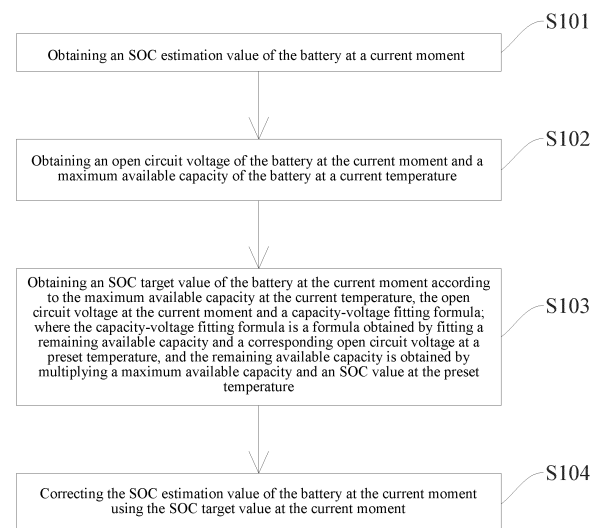 S101
Obtaining an SOC estimation value of the battery at a current moment
S102
Obtaining an open circuit voltage of the battery at the current moment and a
maximum available capacity of the battery at a current temperature
S103
Obtaining an SOC target value of the battery at the current moment according
to the maximum available capacity at the current temperature, the open
circuit voltage at the current moment and a capacity-voltage fitting formula;
where the capacity-voltage fitting formula is a formula obtained by fitting a
remaining available capacity and a corresponding open circuit voltage at a
preset temperature, and the remaining available capacity is obtained by
multiplying a maximum available capacity and an SOC value at the preset
temperature
S104
Correcting the SOC estimation value of the battery at the current moment
using the SOC target value at the current moment